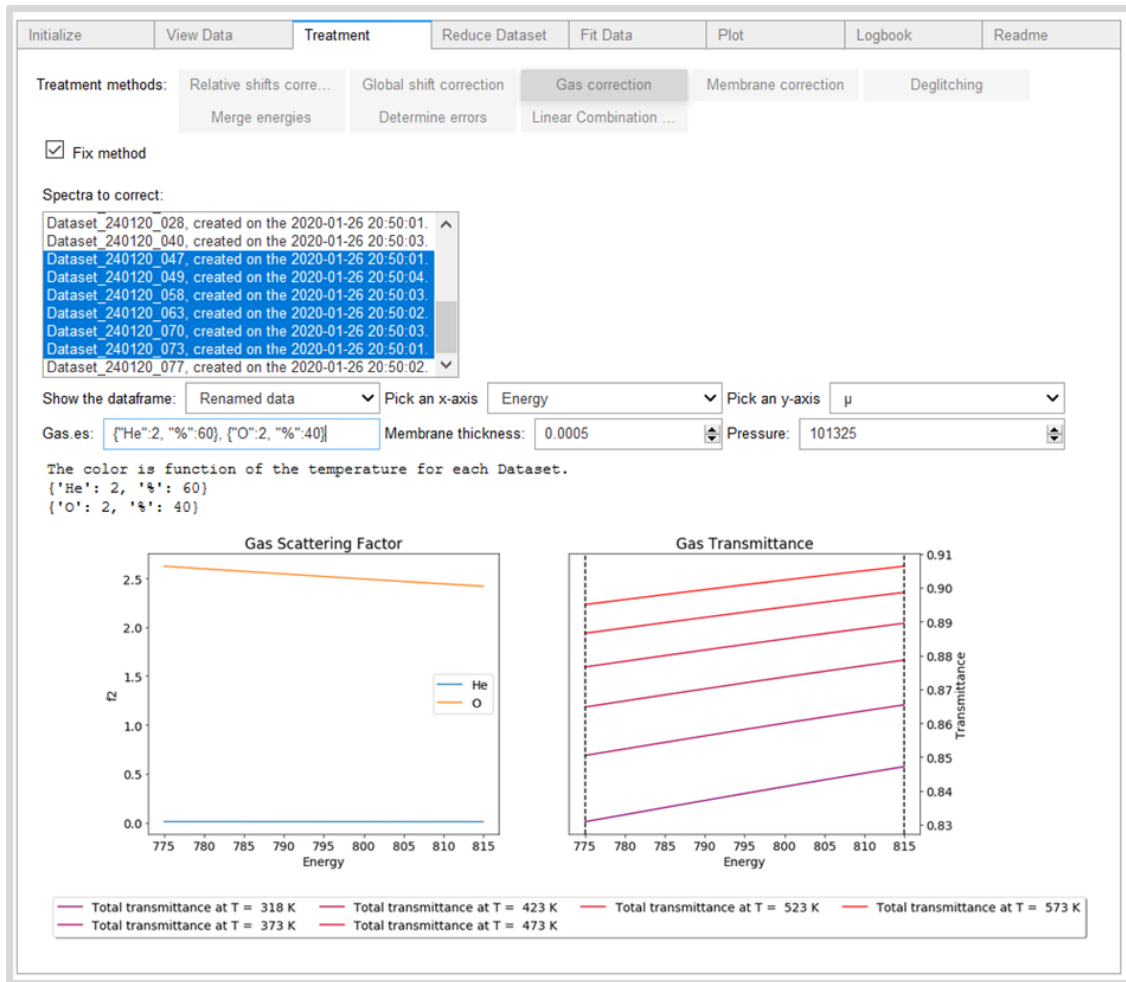 Initialize View Data Treatment Reduce Dataset Fit Data Plot Logbook Readme
Treatment methods: Relative shifts corre... Global shift correction Gas correction Membrane correction Deglitching
Merge energies Determine errors Linear Combination ...
Fix method
Spectra to correct:
Dataset_240120_028, created on the 2020-01-26 20:50:01.
Dataset_240120_040, created on the 2020-01-26 20:50:03.
Dataset_240120_047, created on the 2020-01-26 20:50:01.
Dataset_240120_049, created on the 2020-01-26 20:50:04.
Dataset_240120_058, created on the 2020-01-26 20:50:03.
Dataset_240120_063, created on the 2020-01-26 20:50:02.
Dataset_240120_070, created on the 2020-01-26 20:50:03.
Dataset_240120_073, created on the 2020-01-26 20:50:01.
Dataset_240120_077, created on the 2020-01-26 20:50:02.
Show the dataframe: Renamed data Pick an x-axis Energy Pick an y-axis μ
Gas.es: {"He":2, "%":60}, {"O":2, "%":40} Membrane thickness: 0.0005 Pressure: 101325
The color is function of the temperature for each Dataset.
{'He': 2, '%': 60}
{'O': 2, '%': 40}
Gas Scattering Factor
2.5
2.0
1.5
1.0
0.5
0.0
f2
He
O
775 780 785 790 795 800 805 810 815
Energy
Gas Transmittance
0.91
0.90
0.89
0.88
0.87
0.86
0.85
0.84
0.83
Transmittance
775 780 785 790 795 800 805 810 815
Energy
Total transmittance at T = 318 K Total transmittance at T = 423 K Total transmittance at T = 523 K Total transmittance at T = 573 K
Total transmittance at T = 373 K Total transmittance at T = 473 K